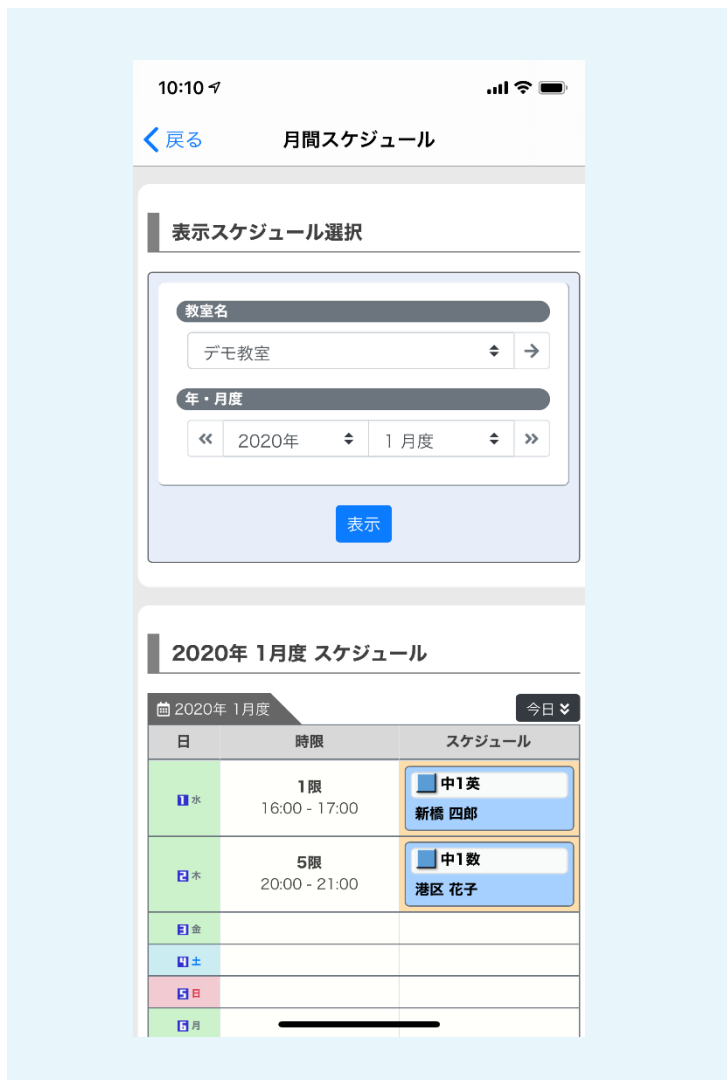 10:10
戻る 月間スケジュール
表示スケジュール選択
教室名
デモ教室
年・月度
2020年 1 月度
表示
2020年 1月度 スケジュール
2020年 1月度 今日
日 時限 スケジュール
1 水 1限 中1英
16:00 - 17:00 新橋 四郎
2 木 5限 中1数
20:00 - 21:00 港区 花子
3 金
4 土
5 日
6 月